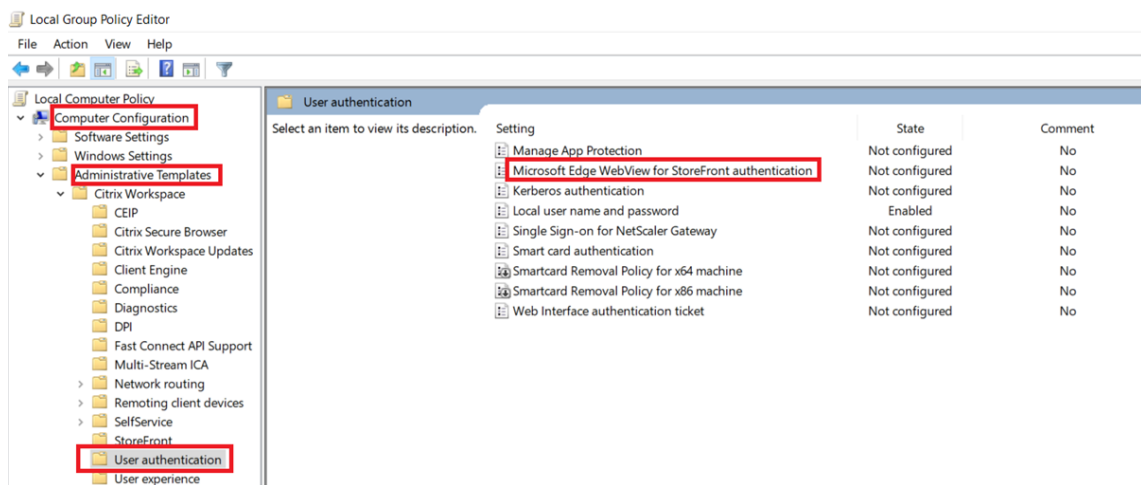 Local Group Policy Editor
File Action View Help
Local Computer Policy
Computer Configuration
Software Settings
Windows Settings
Administrative Templates
Citrix Workspace
CEIP
Citrix Secure Browser
Citrix Workspace Updates
Client Engine
Compliance
Diagnostics
DPI
Fast Connect API Support
Multi-Stream ICA
Network routing
Remoting client devices
SelfService
StoreFront
User authentication
User experience
User authentication
Select an item to view its description.
Setting State Comment
Manage App Protection Not configured No
Microsoft Edge WebView for StoreFront authentication Not configured No
Kerberos authentication Not configured No
Local user name and password Enabled No
Single Sign-on for NetScaler Gateway Not configured No
Smart card authentication Not configured No
Smartcard Removal Policy for x64 machine Not configured No
Smartcard Removal Policy for x86 machine Not configured No
Web Interface authentication ticket Not configured No